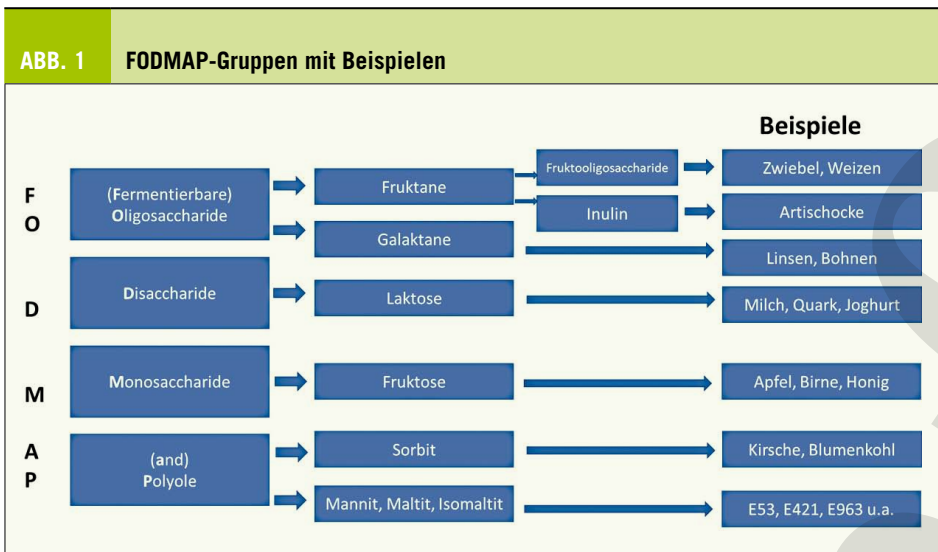 ABB. 1 FODMAP-Gruppen mit Beispielen
Beispiele
F
O
(Fermentierbare)
Oligosaccharide
Fruktane
Fruktooligosaccharide
Zwiebel, Weizen
Inulin
Artischocke
Galaktane
Linsen, Bohnen
D
Disaccharide
Laktose
Milch, Quark, Joghurt
M
Monosaccharide
Fruktose
Apfel, Birne, Honig
A
P
(and)
Polyole
Sorbit
Kirsche, Blumenkohl
Mannit, Maltit, Isomaltit
E53, E421, E963 u.a.